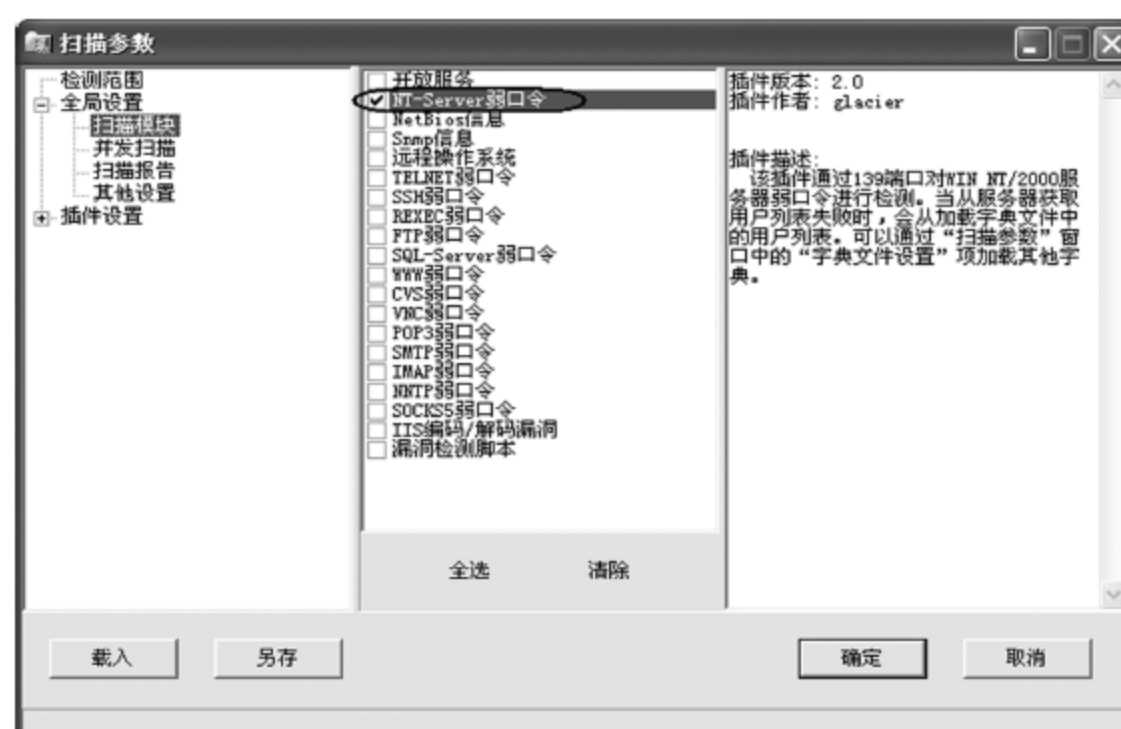 扫描参数
检测范围
全局设置
扫描模块
并发扫描
扫描报告
其他设置
插件设置
开放服务
NT-Server弱口令
NetBios信息
Snmp信息
远程操作系统
TELNET弱口令
SSH弱口令
REXEC弱口令
FTP弱口令
SQL-Server弱口令
WWW弱口令
CVS弱口令
VNC弱口令
POP3弱口令
SMTP弱口令
IMAP弱口令
NNTP弱口令
SOCKS5弱口令
IIS编码/解码漏洞
漏洞检测脚本
全选
清除
插件版本: 2.0
插件作者: glacier
插件描述:
该插件通过139端口对WIN NT/2000服
务器弱口令进行检测。当从服务器获取
用户列表失败时，会从加载字典文件中
的用户列表。可以通过“扫描参数”窗
口中的“字典文件设置”项加载其他字
典。
载入
另存
确定
取消